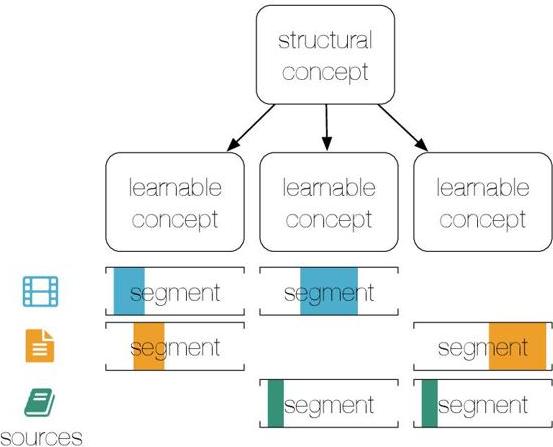 structural
concept
learnable
concept
learnable
concept
learnable
concept
segment
segment
segment
segment
segment
segment
sources